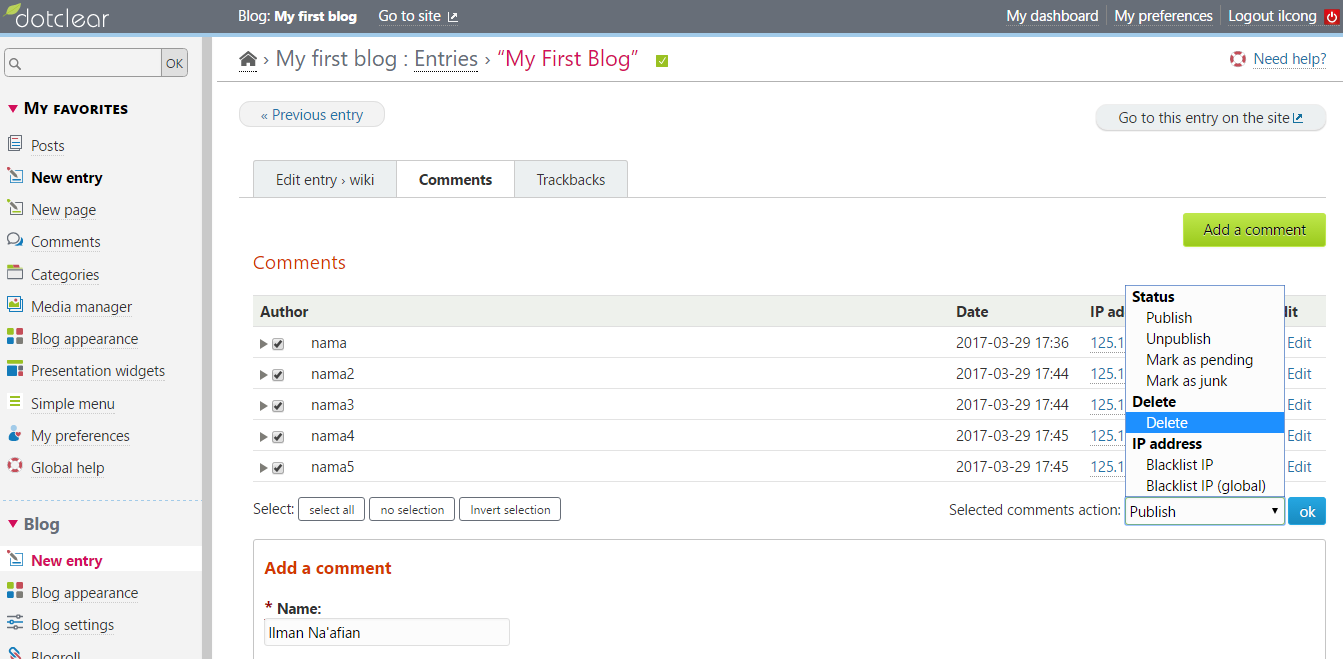 dotclear Blog: My first blog Go to site My dashboard My preferences Logout ilcong
OK
› My first blog : Entries › “My First Blog” Need help?
« Previous entry
Go to this entry on the site
Edit entry › wiki Comments Trackbacks
Add a comment
Comments
Author Date IP ad lit
nama 2017-03-29 17:36 125.1 Edit
nama2 2017-03-29 17:44 125.1 Edit
nama3 2017-03-29 17:44 125.1 Edit
nama4 2017-03-29 17:45 125.1 Edit
nama5 2017-03-29 17:45 125.1 Edit
Status
Publish
Unpublish
Mark as pending
Mark as junk
Delete
Delete
IP address
Blacklist IP
Blacklist IP (global)
Select: select all no selection Invert selection Selected comments action: Publish ok
Add a comment
* Name:
Ilman Na'afian
My favorites
Posts
New entry
New page
Comments
Categories
Media manager
Blog appearance
Presentation widgets
Simple menu
My preferences
Global help
Blog
New entry
Blog appearance
Blog settings
Blogroll